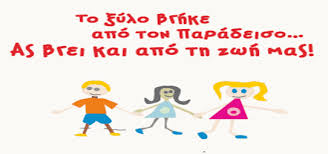 Το ξύλο βγήκε
από τον Παράδεισο...
Ας βγει και από τη ζωή μας!